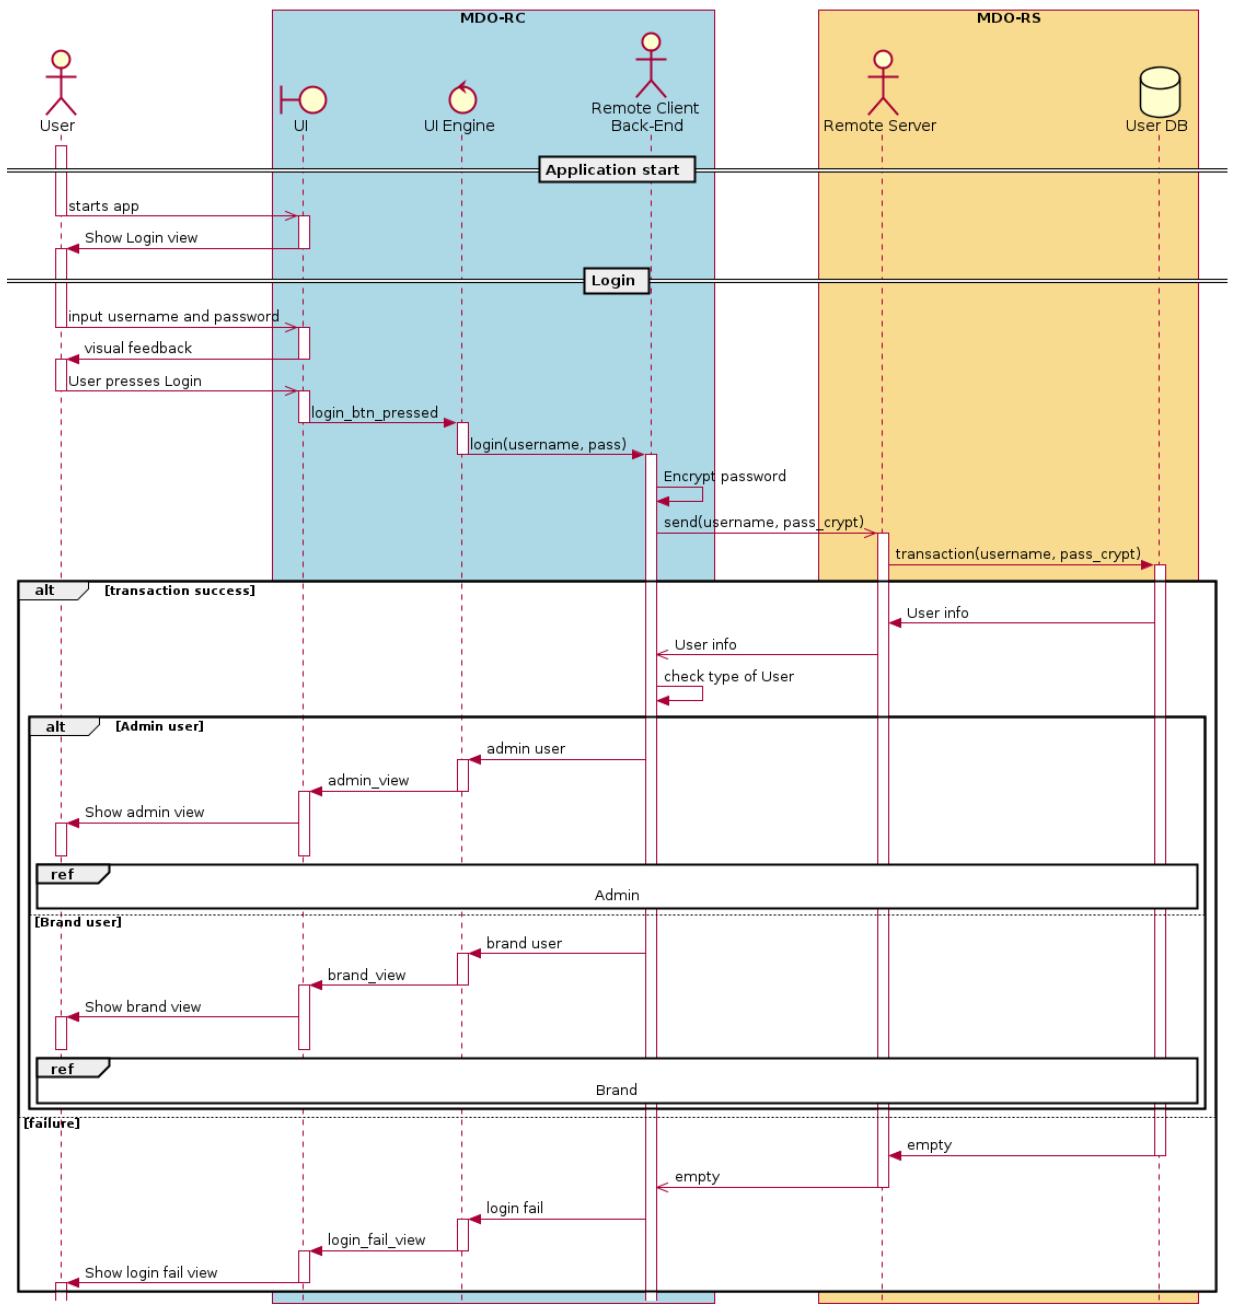 MDO-RC
MDO-RS
User
UI
UI Engine
Remote Client
Back-End
Remote Server
User DB
Application start
starts app
Show Login view
Login
input username and password
visual feedback
User presses Login
login_btn_pressed
login(username, pass)
Encrypt password
send(username, pass_crypt)
transaction(username, pass_crypt)
alt
[transaction success]
User info
User info
check type of User
alt
[Admin user]
admin user
admin_view
Show admin view
ref
Admin
[Brand user]
brand user
brand_view
Show brand view
ref
Brand
[failure]
empty
empty
login fail
login_fail_view
Show login fail view